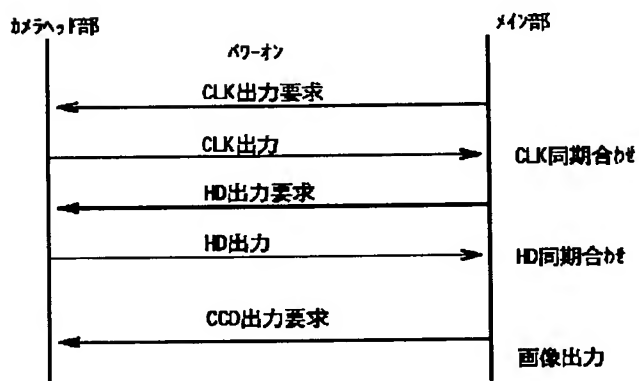 カメラヘッド部
メイン部
パワーオン
CLK出力要求
CLK出力
CLK同期合わせ
HD出力要求
HD出力
HD同期合わせ
CCD出力要求
画像出力